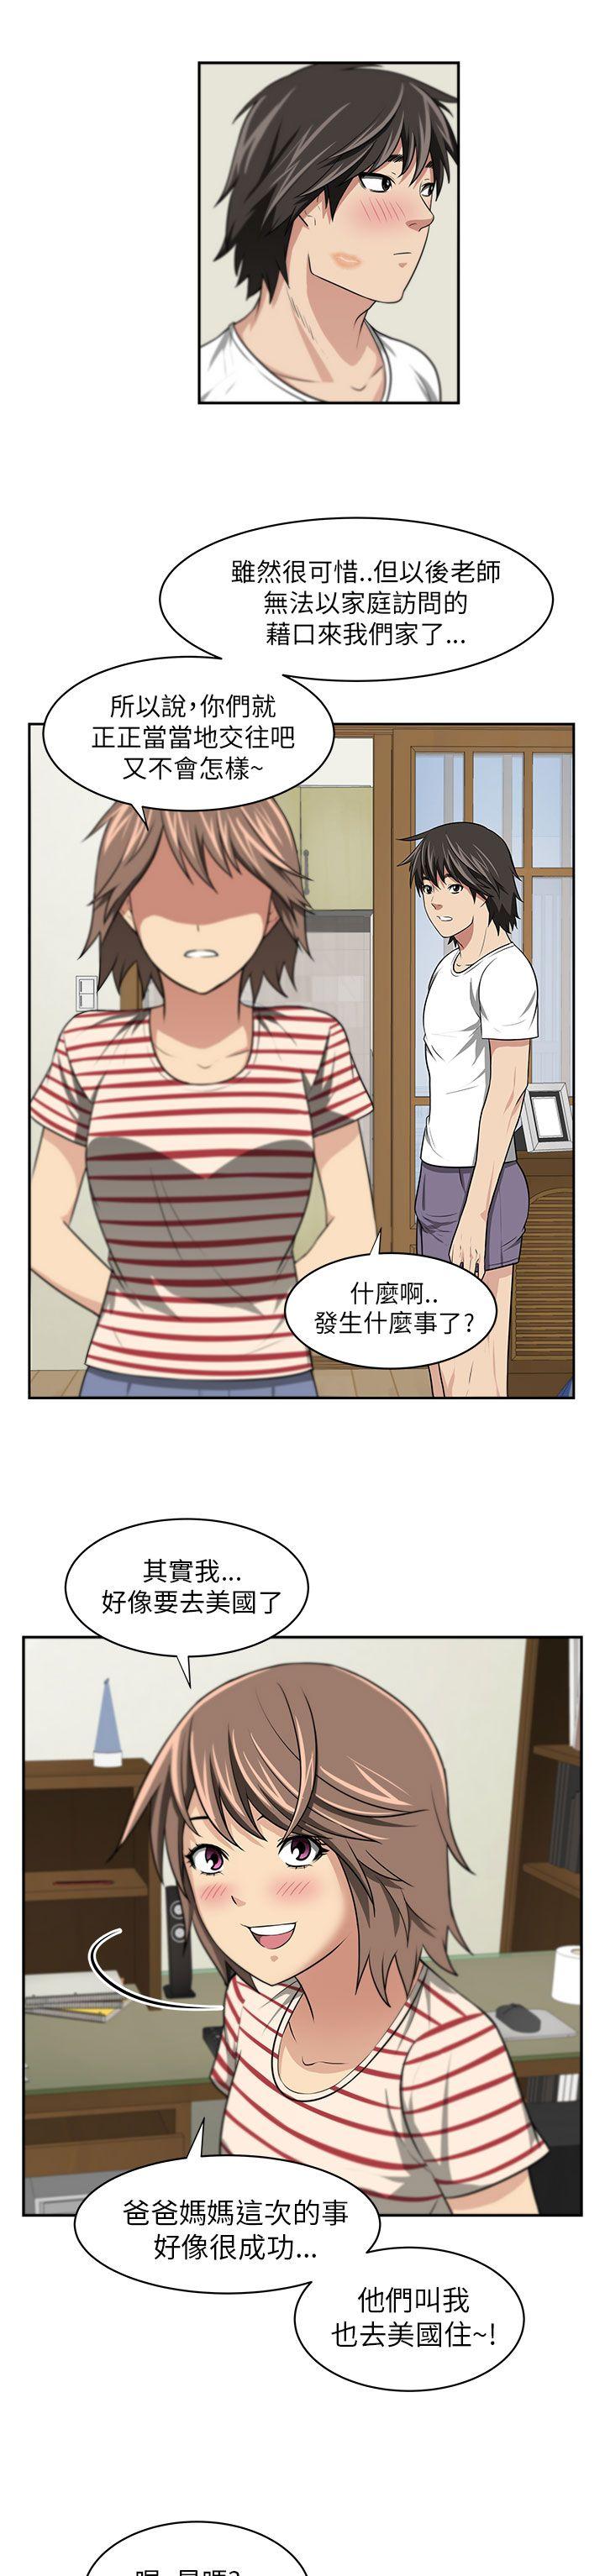 雖然很可惜..但以後老師
無法以家庭訪問的
藉口來我們家了...
所以說，你們就
正正當當地交往吧
又不會怎樣~
什麼啊..
發生什麼事了?
其實我...
好像要去美國了
爸爸媽媽這次的事
好像很成功...
他們叫我
也去美國住~!